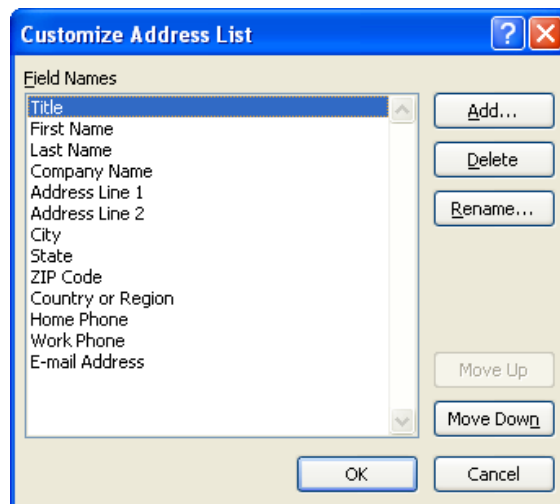 Customize Address List
Field Names
Title
First Name
Last Name
Company Name
Address Line 1
Address Line 2
City
State
ZIP Code
Country or Region
Home Phone
Work Phone
E-mail Address
Add...
Delete
Rename...
Move Up
Move Down
OK
Cancel